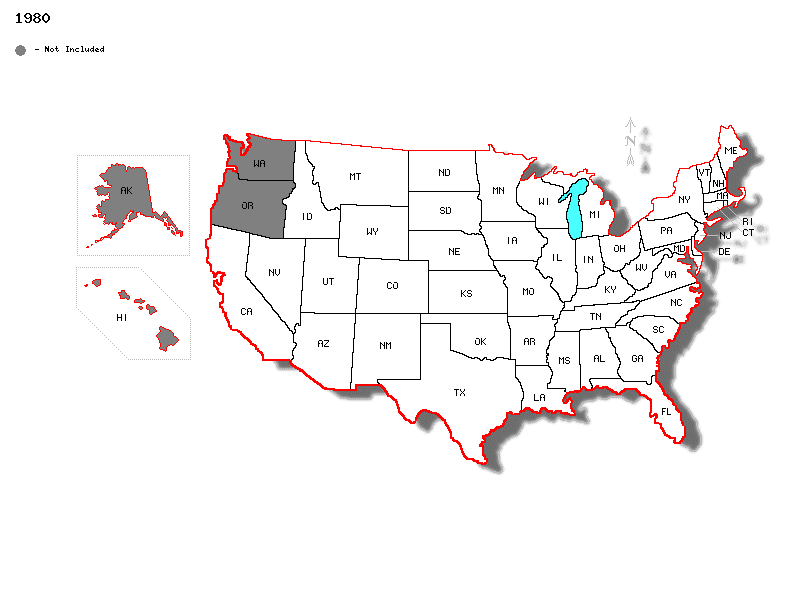 1980
- Not Included
N
ME
WA
VT
NH
AK
MT
ND
MN
MA
OR
WI
NY
ID
SD
MI
RI
WY
PA
CT
NJ
IA
OH
NE
MD
DE
IL
IN
NV
UT
WV
VA
CO
KS
MO
KY
NC
CA
HI
TN
SC
AZ
NM
OK
AR
MS
AL
GA
TX
LA
FL